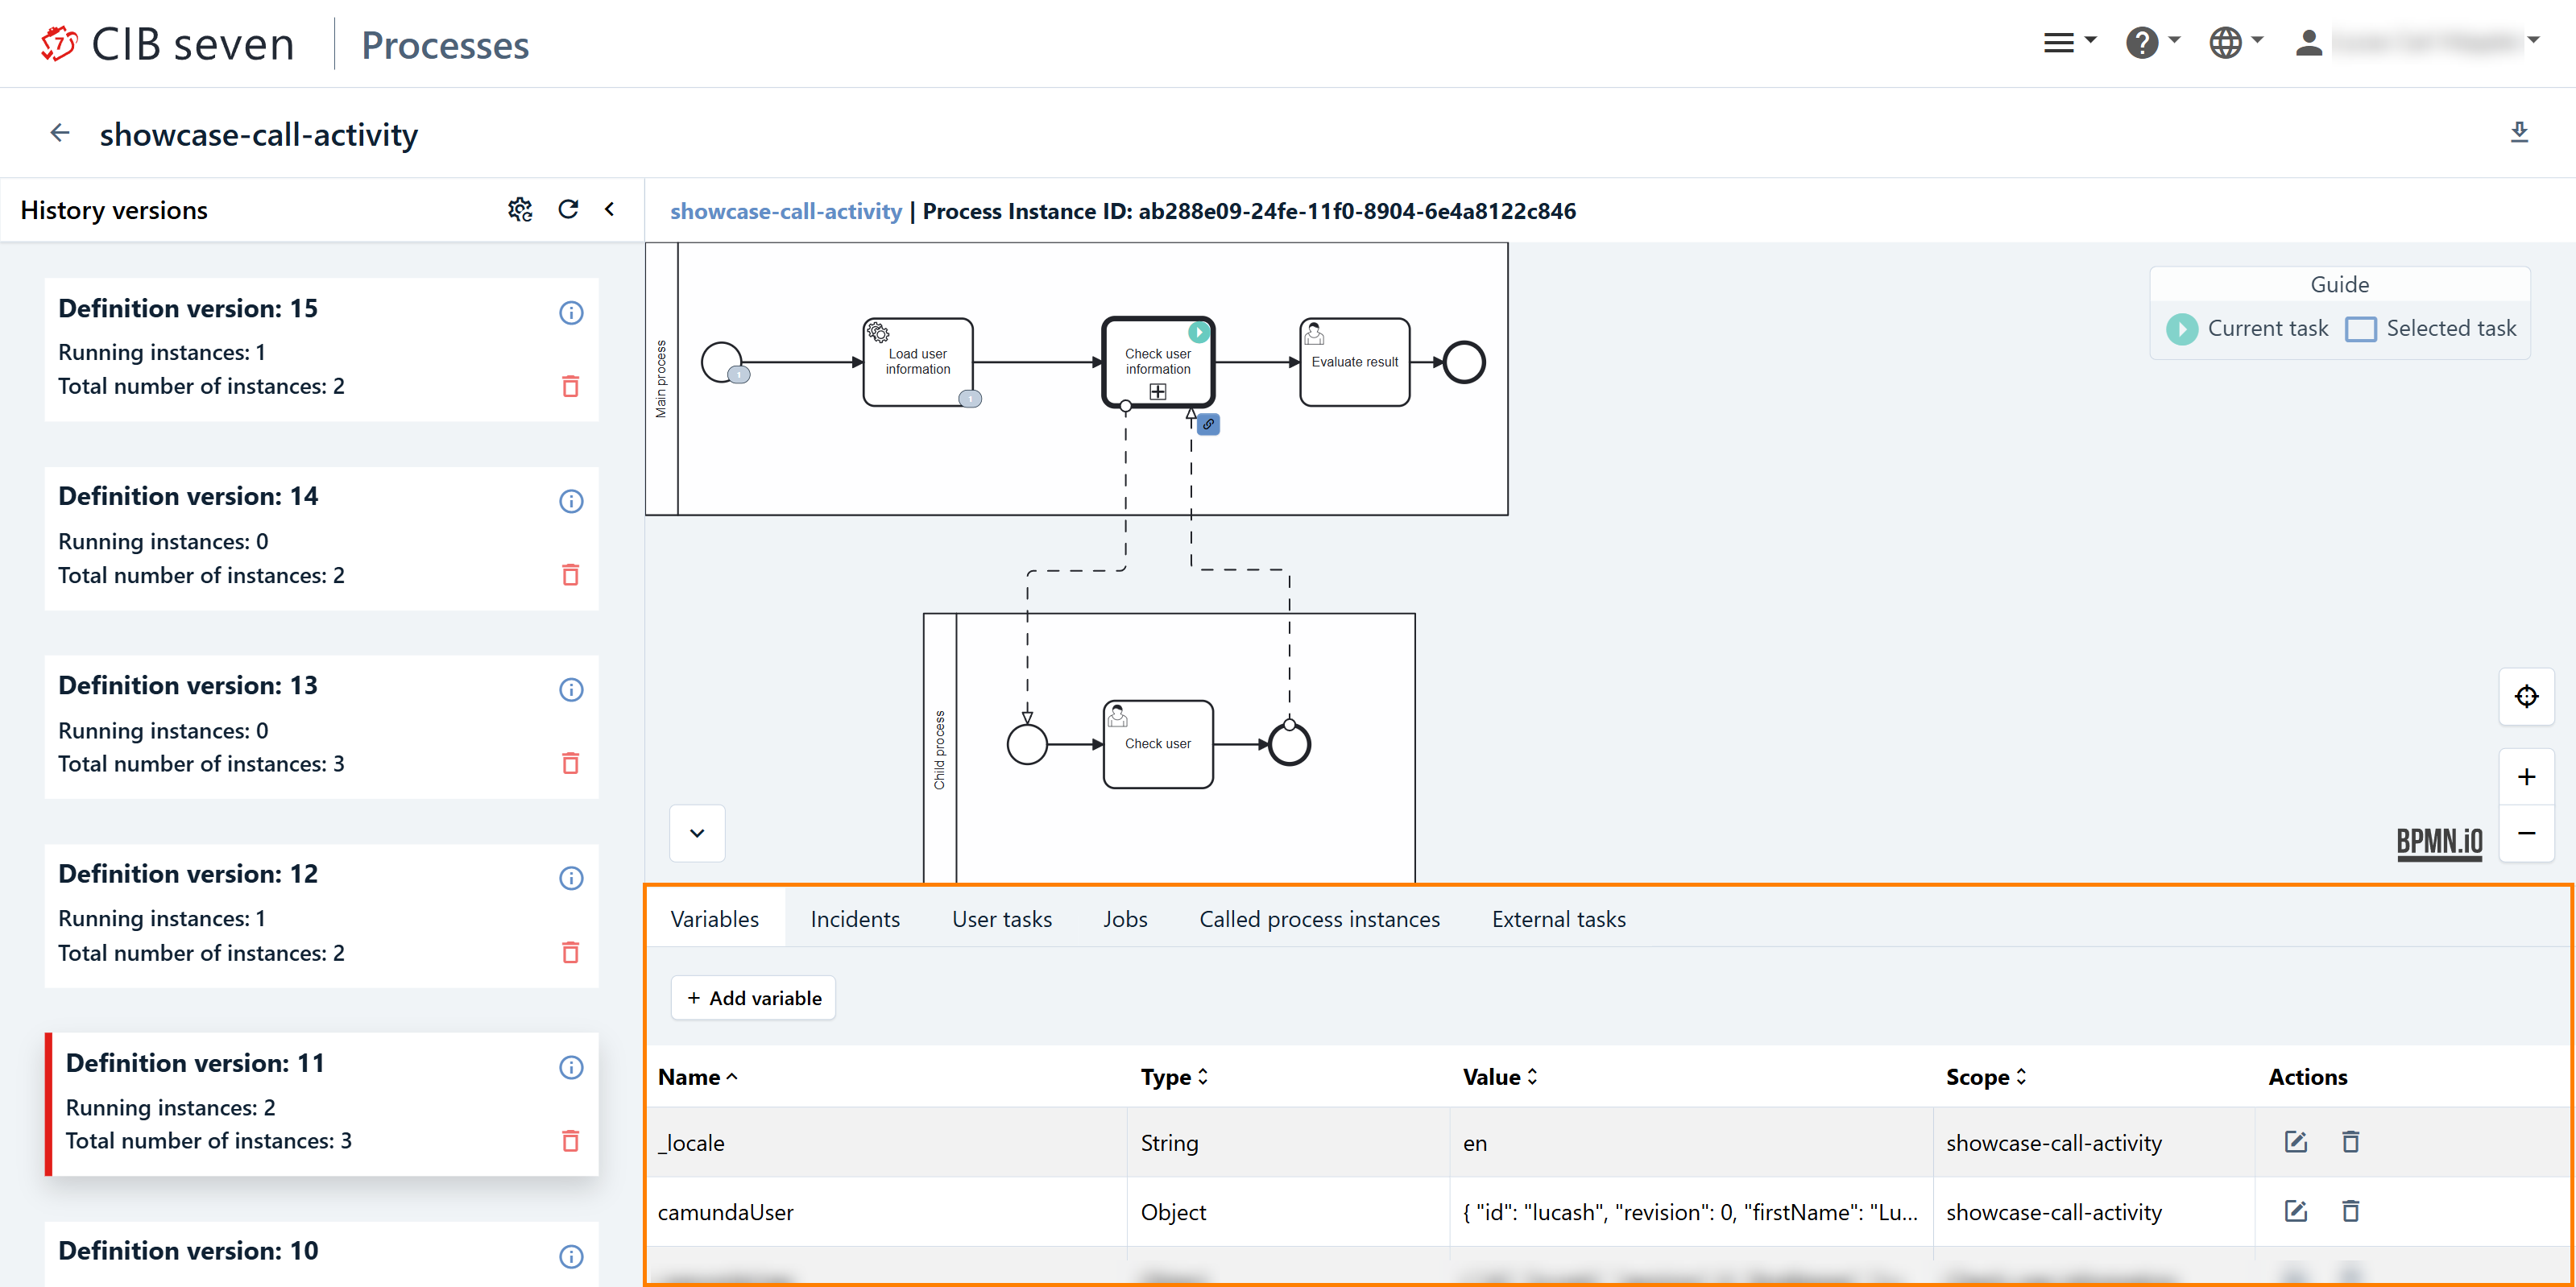 CIB seven
Processes
showcase-call-activity
History versions
showcase-call-activity | Process Instance ID: ab288e09-24fe-11f0-8904-6e4a8122c846
Definition version: 15
Running instances: 1
Total number of instances: 2
Definition version: 14
Running instances: 0
Total number of instances: 2
Definition version: 13
Running instances: 0
Total number of instances: 3
Definition version: 12
Running instances: 1
Total number of instances: 2
Definition version: 11
Running instances: 2
Total number of instances: 3
Definition version: 10
Main process
1
Load user
information
1
Check user
information
Evaluate result
Child process
Check user
Guide
Current task
Selected task
BPMN.iO
Variables Incidents User tasks Jobs Called process instances External tasks
+ Add variable
Name Type Value Scope Actions
_locale String en showcase-call-activity
camundaUser Object { "id": "lucash", "revision": 0, "firstName": "Lu... showcase-call-activity